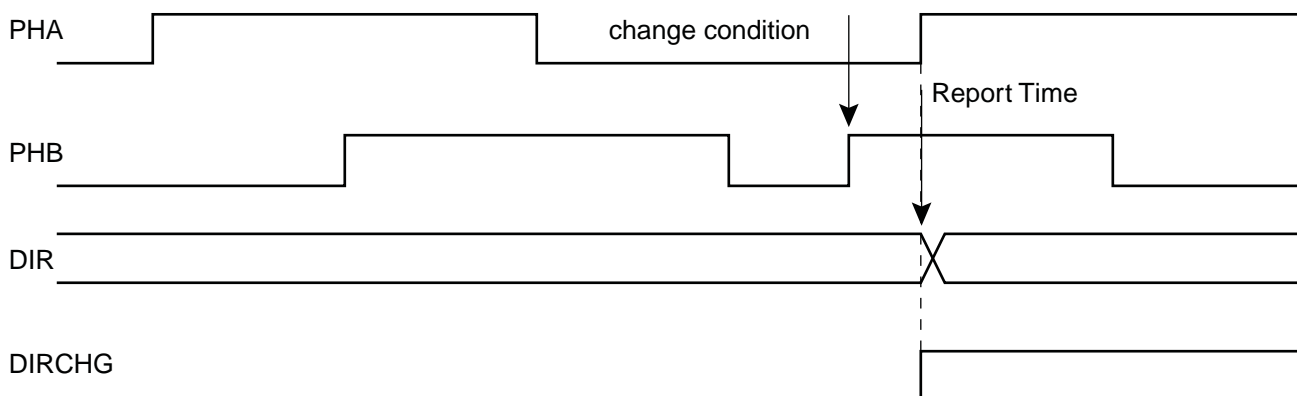 PHA
change condition
Report Time
PHB
DIR
DIRCHG